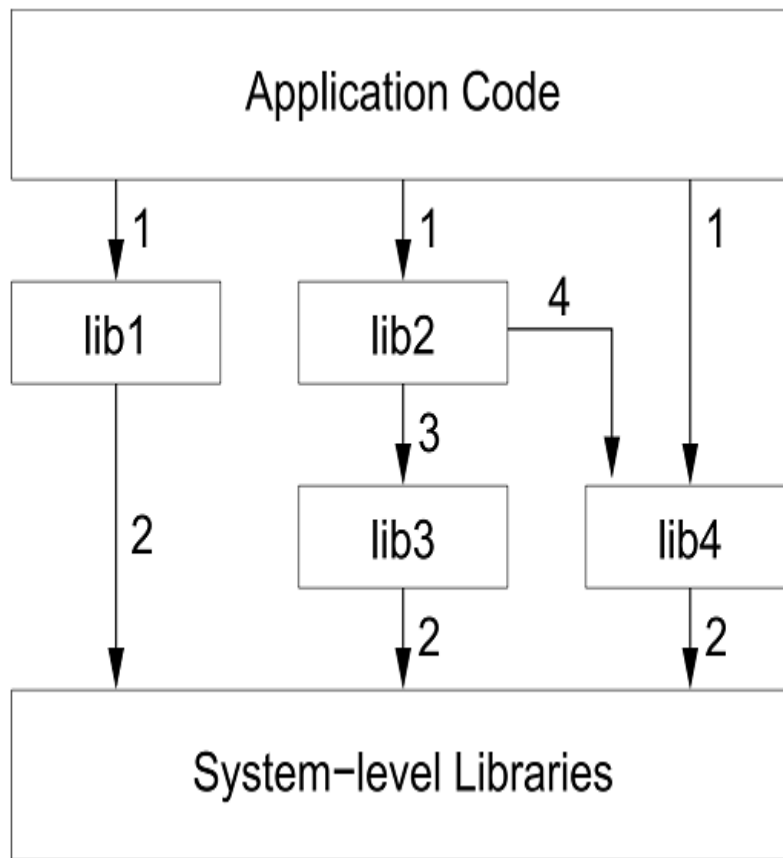 Application Code
1
1
1
lib1
lib2
4
lib3
3
2
lib4
2
2
System-level Libraries